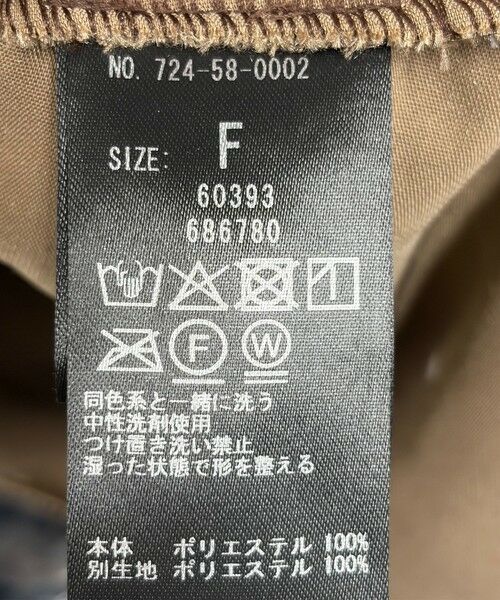 NO. 724-58-0002
SIZE: F
60393
686780
F W
同色系と一緒に洗う
中性洗剤使用
つけ置き洗い禁止
湿った状態で形を整える
本体 ポリエステル 100%
別生地 ポリエステル 100%